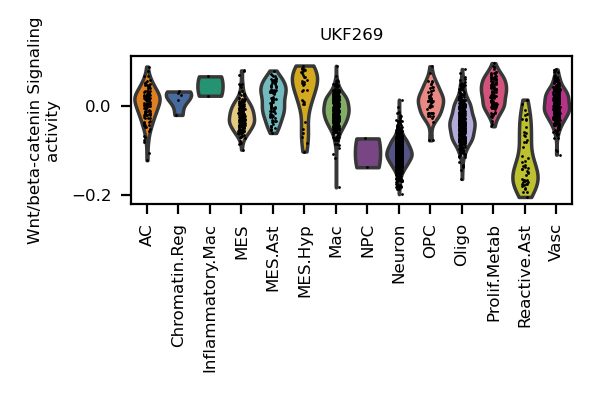 UKF269
Wnt/beta-catenin Signaling
activity
0.0
−0.2
AC
Chromatin.Reg
Inflammatory.Mac
MES
MES.Ast
MES.Hyp
Mac
NPC
Neuron
OPC
Oligo
Prolif.Metab
Reactive.Ast
Vasc